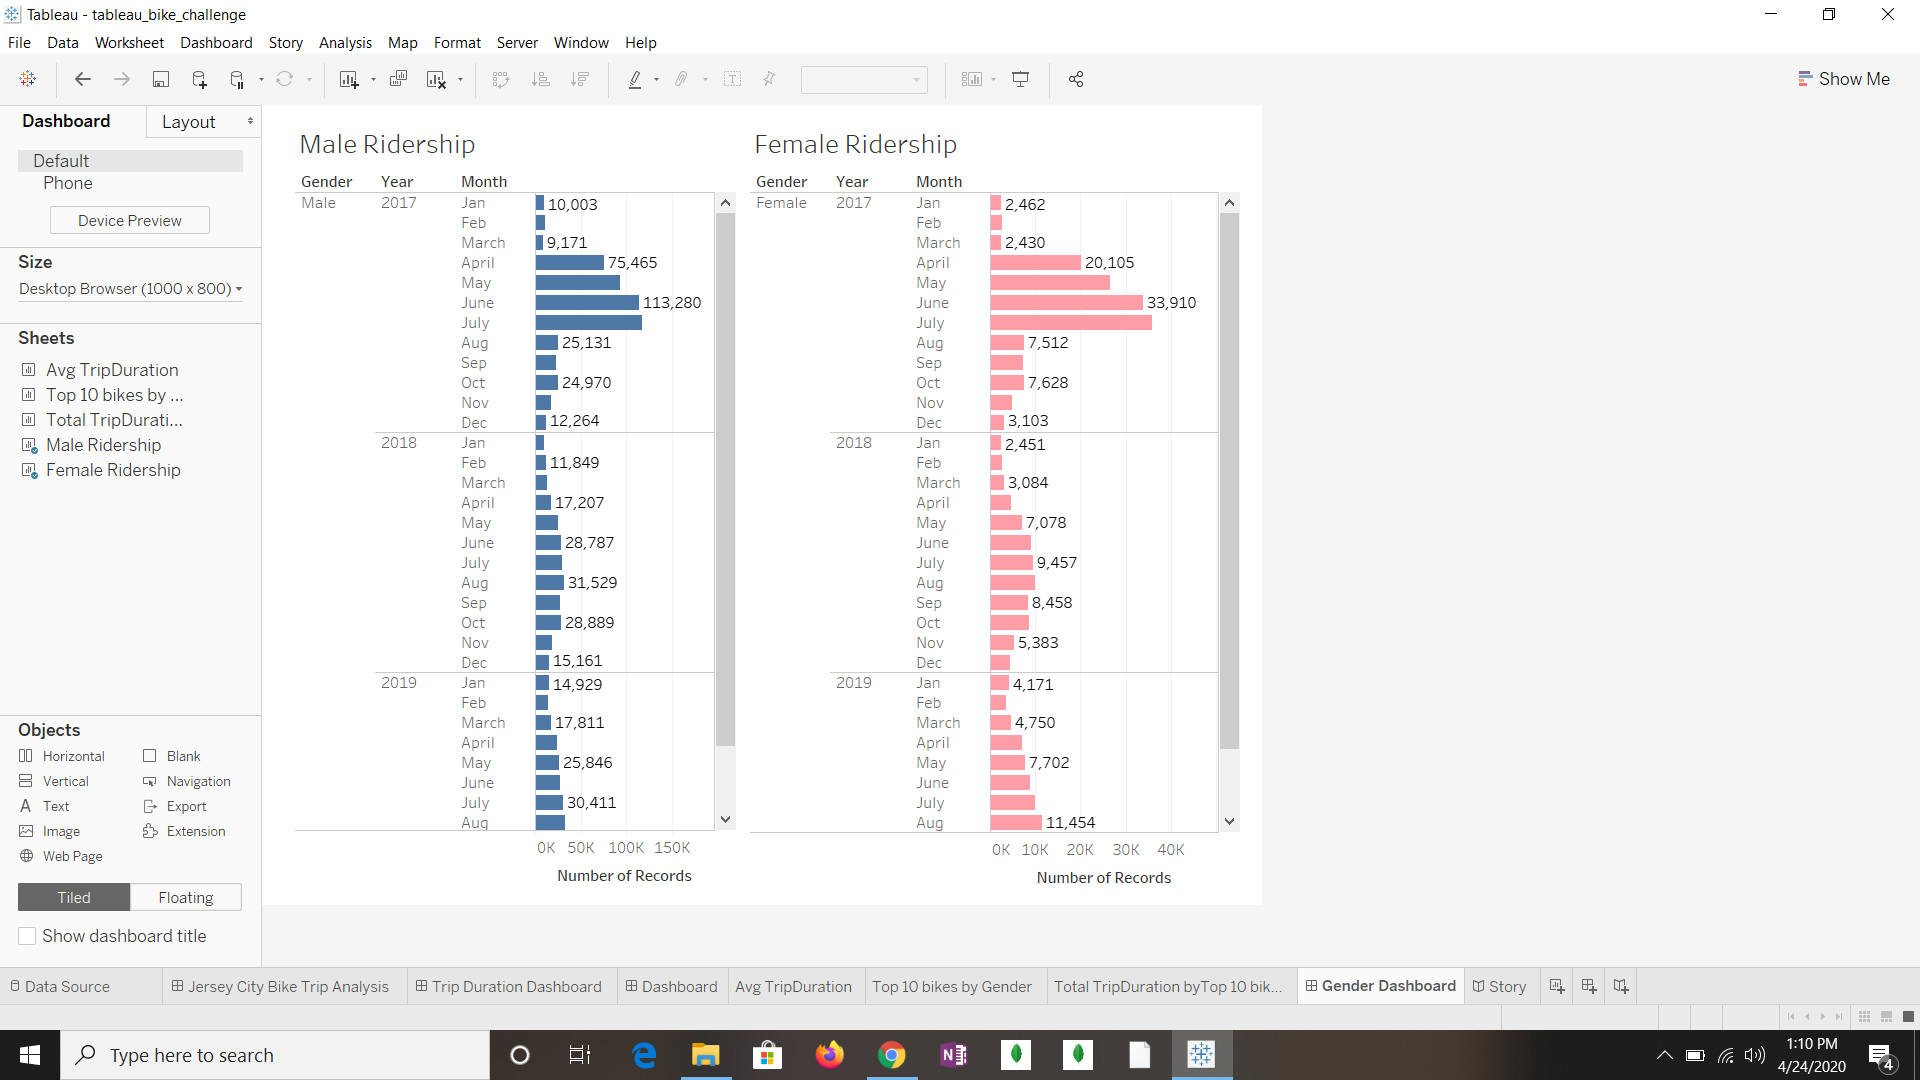 Tableau - tableau_bike_challenge
File Data Worksheet Dashboard Story Analysis Map Format Server Window Help
Show Me
Dashboard Layout
Default
Phone
Device Preview
Size
Desktop Browser (1000 x 800)
Sheets
Avg TripDuration
Top 10 bikes by ...
Total TripDurati...
Male Ridership
Female Ridership
Objects
Horizontal Blank
Vertical Navigation
Text Export
Image Extension
Web Page
Tiled Floating
Show dashboard title
Male Ridership
Gender Year Month
Male 2017 Jan 10,003
Feb
March 9,171
April 75,465
May
June 113,280
July
Aug 25,131
Sep
Oct 24,970
Nov
Dec 12,264
2018 Jan
Feb 11,849
March
April 17,207
May
June 28,787
July
Aug 31,529
Sep
Oct 28,889
Nov
Dec 15,161
2019 Jan 14,929
Feb
March 17,811
April
May 25,846
June
July 30,411
Aug
0K 50K 100K 150K
Number of Records
Female Ridership
Gender Year Month
Female 2017 Jan 2,462
Feb
March 2,430
April 20,105
May
June 33,910
July
Aug 7,512
Sep
Oct 7,628
Nov
Dec 3,103
2018 Jan 2,451
Feb
March 3,084
April
May 7,078
June
July 9,457
Aug
Sep 8,458
Oct
Nov 5,383
Dec
2019 Jan 4,171
Feb
March 4,750
April
May 7,702
June
July
Aug 11,454
0K 10K 20K 30K 40K
Number of Records
Data Source Jersey City Bike Trip Analysis Trip Duration Dashboard Dashboard Avg TripDuration Top 10 bikes by Gender Total TripDuration byTop 10 bik... Gender Dashboard Story
Type here to search
1:10 PM
4/24/2020
4